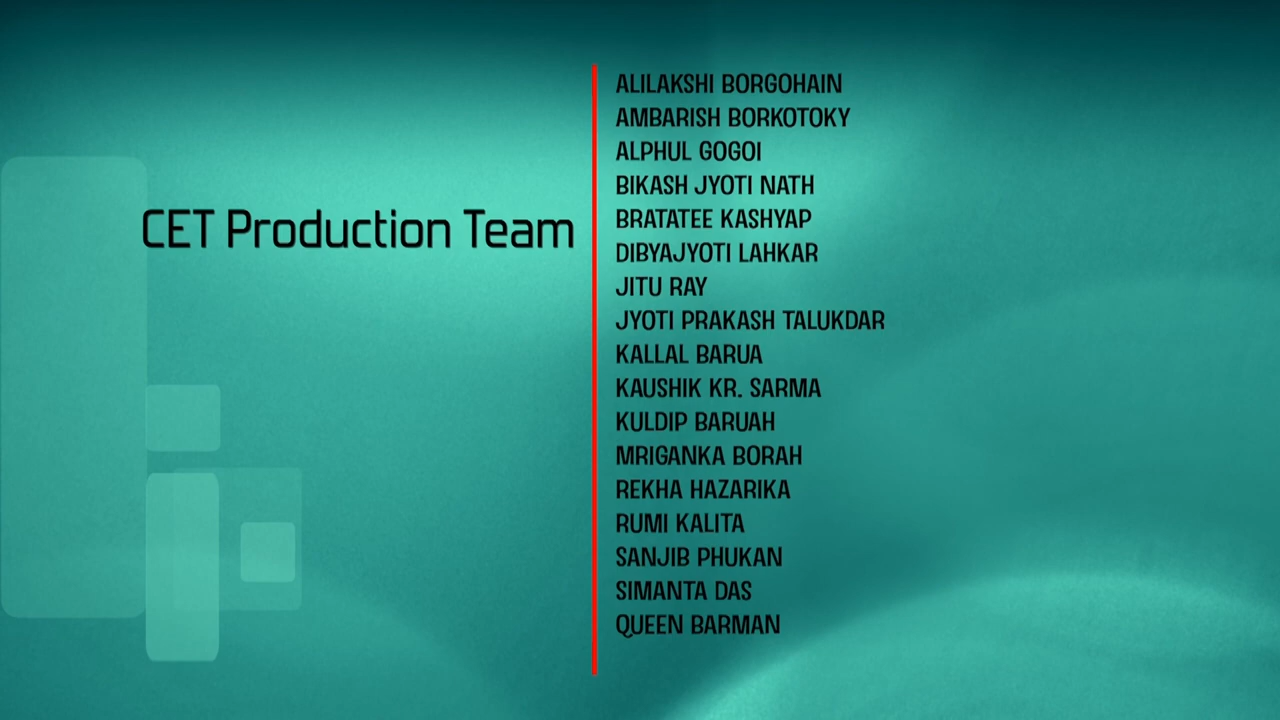 CET Production Team
ALILAKSHI BORGOHAIN
AMBARISH BORKOTOKY
ALPHUL GOGOI
BIKASH JYOTI NATH
BRATATEE KASHYAP
DIBYAJYOTI LAHKAR
JITU RAY
JYOTI PRAKASH TALUKDAR
KALLAL BARUA
KAUSHIK KR. SARMA
KULDIP BARUAH
MRIGANKA BORAH
REKHA HAZARIKA
RUMI KALITA
SANJIB PHUKAN
SIMANTA DAS
QUEEN BARMAN